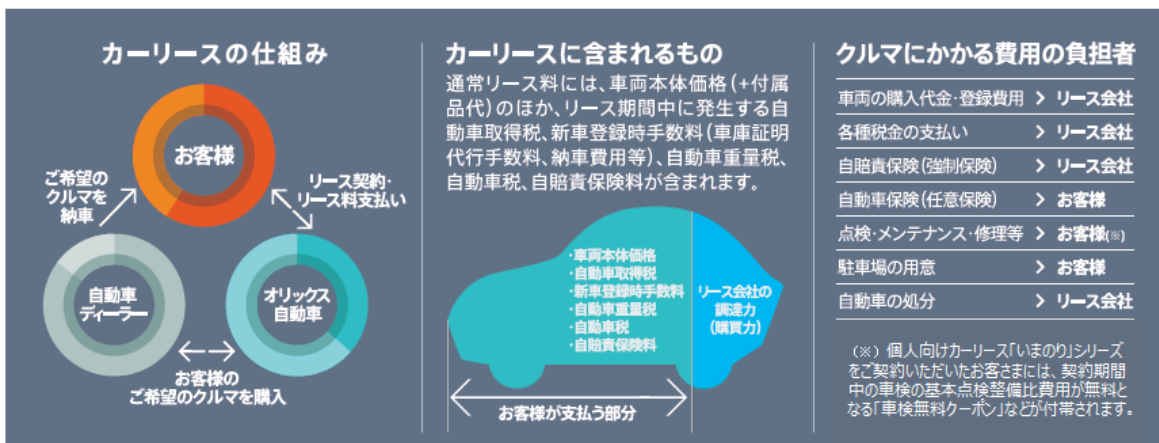 カーリースの仕組み
お客様
ご希望の
クルマを
納車
リース契約・
リース料支払い
自動車
ディーラー
オリックス
自動車
お客様の
ご希望のクルマを購入
カーリースに含まれるもの
通常リース料には、車両本体価格(+付属
品代)のほか、リース期間中に発生する自
動車取得税、新車登録時手数料(車庫証明
代行手数料、納車費用等)、自動車重量税、
自動車税、自賠責保険料が含まれます。
・車両本体価格
・自動車取得税
・新車登録時手数料
・自動車重量税
・自動車税
・自賠責保険料
リース会社の
調達力
(購買力)
お客様が支払う部分
クルマにかかる費用の負担者
車両の購入代金・登録費用 > リース会社
各種税金の支払い > リース会社
自賠責保険(強制保険) > リース会社
自動車保険(任意保険) > お客様
点検・メンテナンス・修理等 > お客様(※)
駐車場の用意 > お客様
自動車の処分 > リース会社
(※) 個人向けカーリース「いまのり」シリーズ
をご契約いただいたお客さまには、契約期間
中の車検の基本点検整備比費用が無料と
なる「車検無料クーポン」などが付帯されます。